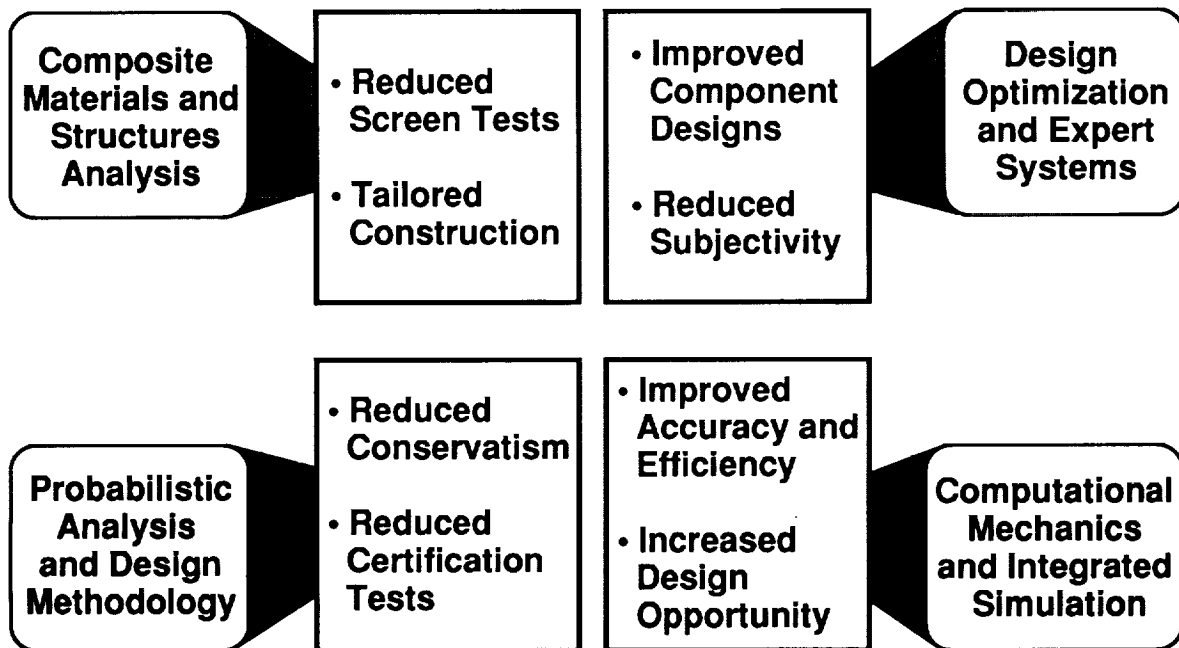 Composite
Materials and
Structures
Analysis
• Reduced
Screen Tests
• Tailored
Construction
• Improved
Component
Designs
• Reduced
Subjectivity
Design
Optimization
and Expert
Systems
Probabilistic
Analysis
and Design
Methodology
• Reduced
Conservatism
• Reduced
Certification
Tests
• Improved
Accuracy and
Efficiency
• Increased
Design
Opportunity
Computational
Mechanics
and Integrated
Simulation